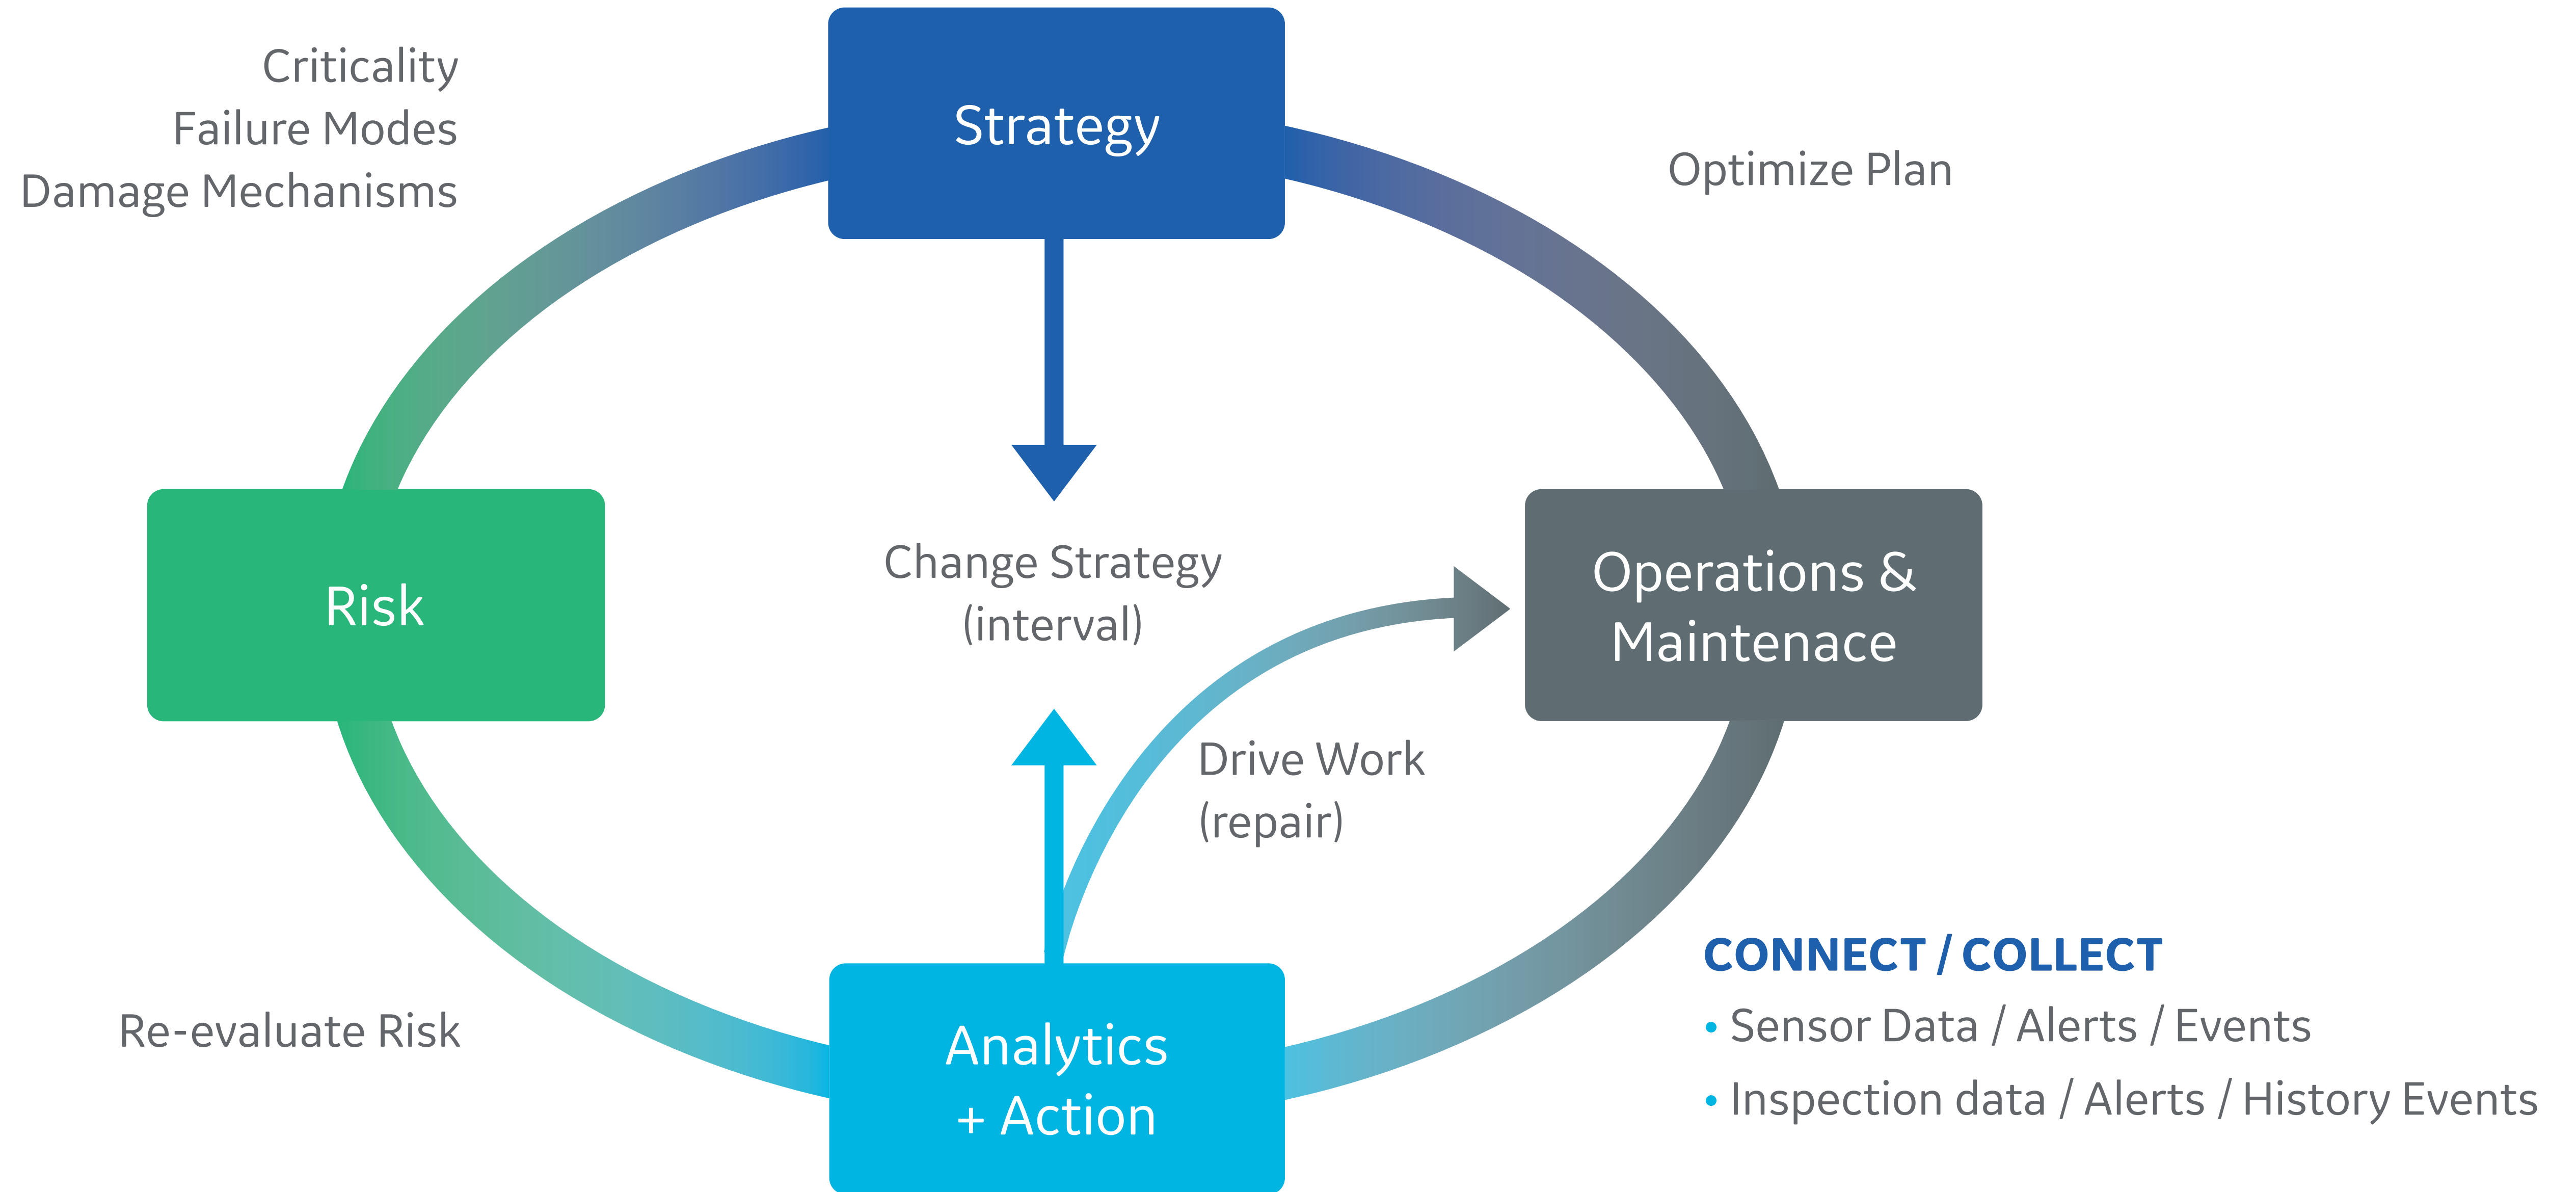 Criticality
Failure Modes
Damage Mechanisms
Strategy
Optimize Plan
Risk
Change Strategy
(interval)
Operations &
Maintenace
Drive Work
(repair)
Re-evaluate Risk
Analytics
+ Action
CONNECT / COLLECT
• Sensor Data / Alerts / Events
• Inspection data / Alerts / History Events